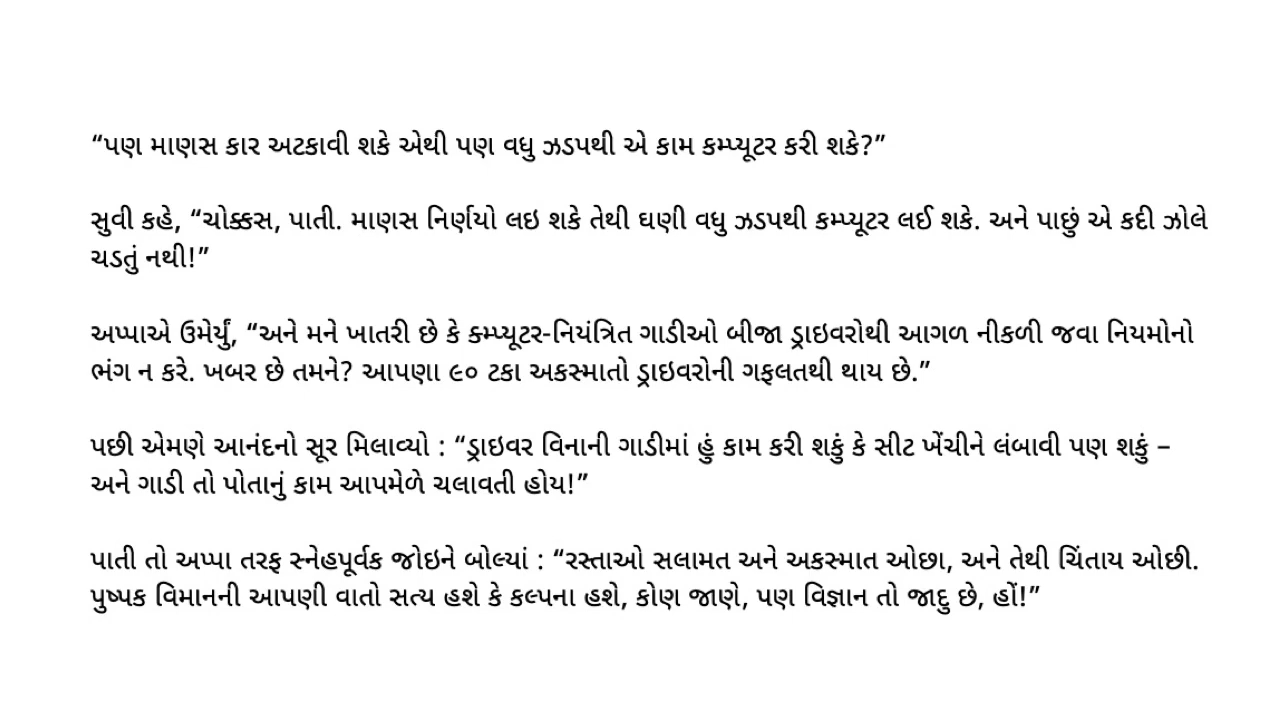 “પણ માણસ કાર અટકાવી શકે એથી પણ વધુ ઝડપથી એ કામ કમ્પ્યૂટર કરી શકે?”
સુવી કહે, “ચોક્કસ, પાતી. માણસ નિર્ણયો લઇ શકે તેથી ઘણી વધુ ઝડપથી કમ્પ્યૂટર લઈ શકે. અને પાછું એ કદી ઝોલે
ચડતું નથી!”
અપ્પાએ ઉમેર્યું, “અને મને ખાતરી છે કે ક્મ્પ્યૂટર-નિયંત્રિત ગાડીઓ બીજા ડ્રાઇવરોથી આગળ નીકળી જવા નિયમોનો
ભંગ ન કરે. ખબર છે તમને? આપણા ૯૦ ટકા અકસ્માતો ડ્રાઇવરોની ગફલતથી થાય છે.”
પછી એમણે આનંદનો સૂર મિલાવ્યો : “ડ્રાઇવર વિનાની ગાડીમાં હું કામ કરી શકું કે સીટ ખેંચીને લંબાવી પણ શકું –
અને ગાડી તો પોતાનું કામ આપમેળે ચલાવતી હોય!”
પાતી તો અપ્પા તરફ સ્નેહપૂર્વક જોઇને બોલ્યાં : “રસ્તાઓ સલામત અને અકસ્માત ઓછા, અને તેથી ચિંતાય ઓછી.
પુષ્પક વિમાનની આપણી વાતો સત્ય હશે કે કલ્પના હશે, કોણ જાણે, પણ વિજ્ઞાન તો જાદુ છે, હોં!”